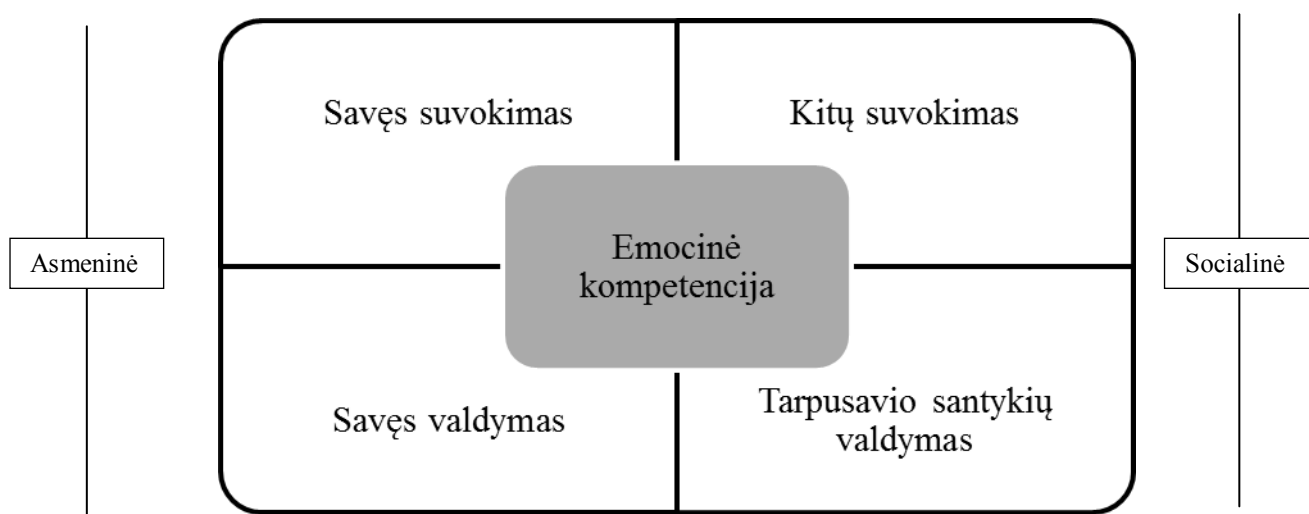 Savęs suvokimas
Kitų suvokimas
Asmeninė
Emocinė
kompetencija
Socialinė
Savęs valdymas
Tarpusavio santykių
valdymas